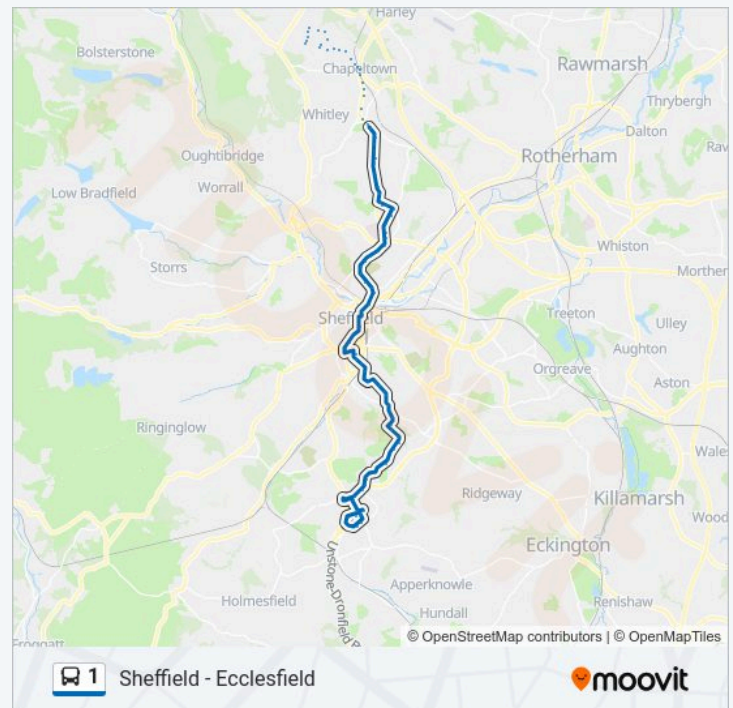 Harley
Bolsterstone
Chapeltown
Rawmarsh
Whitley
Thrybergh
Dalton
Oughtibridge
Rotherham
Rav
Worrall
Low Bradfield
Whiston
Storrs
Morther
Sheffield
Treeton
Ulley
Aughton
Orgreave
Aston
Ringinglow
Wales
Ridgeway
Killamarsh
Wood
Eckington
Unstone-Dronfield B
Apperknowle
Holmesfield
Renishaw
Hundall
Froggatt
© OpenStreetMap contributors | © OpenMapTiles
1 Sheffield - Ecclesfield
moovit